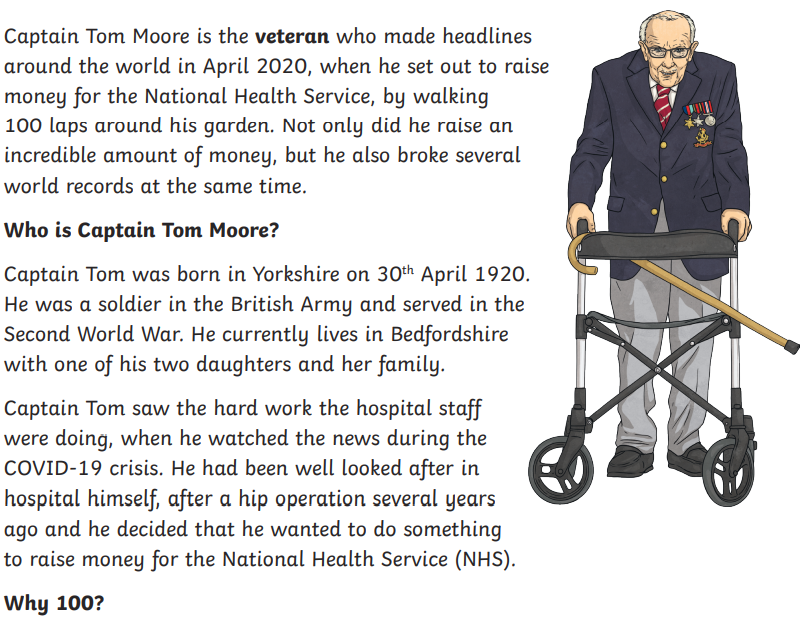 Captain Tom Moore is the veteran who made headlines
around the world in April 2020, when he set out to raise
money for the National Health Service, by walking
100 laps around his garden. Not only did he raise an
incredible amount of money, but he also broke several
world records at the same time.
Who is Captain Tom Moore?
Captain Tom was born in Yorkshire on 30th April 1920.
He was a soldier in the British Army and served in the
Second World War. He currently lives in Bedfordshire
with one of his two daughters and her family.
Captain Tom saw the hard work the hospital staff
were doing, when he watched the news during the
COVID-19 crisis. He had been well looked after in
hospital himself, after a hip operation several years
ago and he decided that he wanted to do something
to raise money for the National Health Service (NHS).
Why 100?